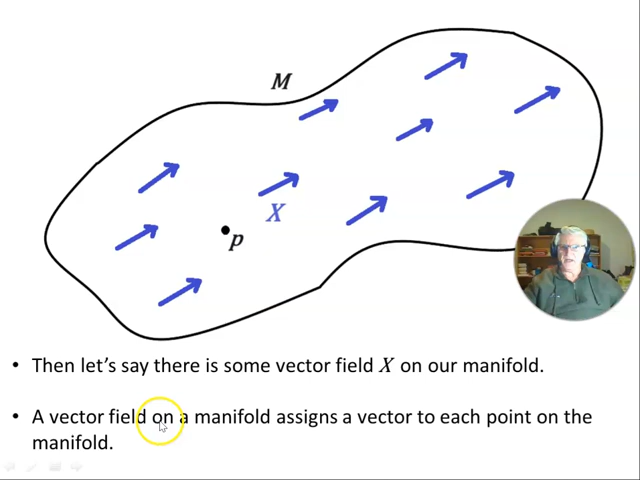 M
X
p
• Then let's say there is some vector field X on our manifold.
• A vector field on a manifold assigns a vector to each point on the
manifold.